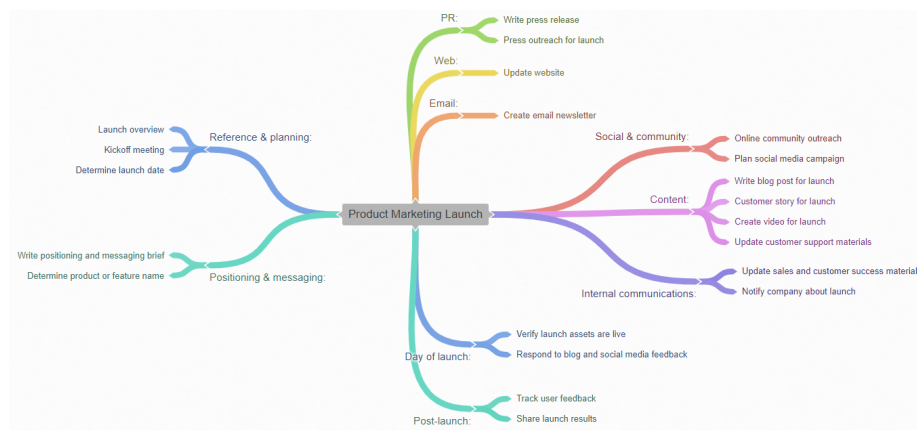 PR:
Write press release
Press outreach for launch
Web:
Update website
Email:
Create email newsletter
Reference & planning:
Launch overview
Kickoff meeting
Determine launch date
Social & community:
Online community outreach
Plan social media campaign
Product Marketing Launch
Content:
Write blog post for launch
Customer story for launch
Create video for launch
Update customer support materials
Positioning & messaging:
Write positioning and messaging brief
Determine product or feature name
Internal communications:
Update sales and customer success material
Notify company about launch
Day of launch:
Verify launch assets are live
Respond to blog and social media feedback
Post-launch:
Track user feedback
Share launch results